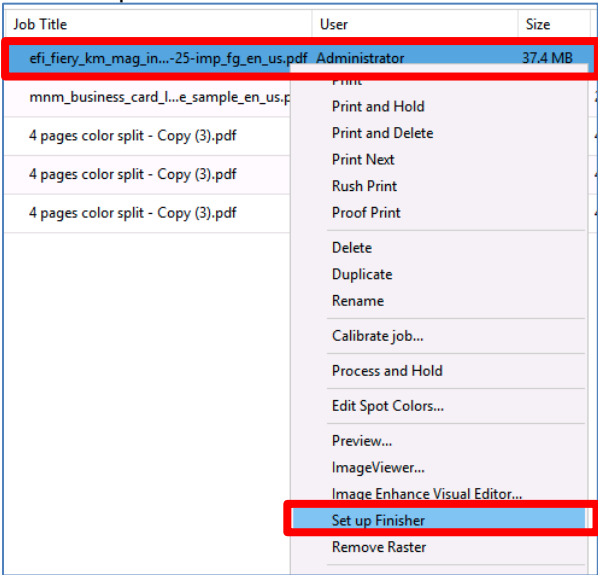 Job Title User Size
efi_fiery_km_mag_in...-25-imp_fg_en_us.pdf Administrator 37.4 MB
mnm_business_card_l...e_sample_en_us.p
4 pages color split - Copy (3).pdf
4 pages color split - Copy (3).pdf
4 pages color split - Copy (3).pdf
Print
Print and Hold
Print and Delete
Print Next
Rush Print
Proof Print
Delete
Duplicate
Rename
Calibrate job...
Process and Hold
Edit Spot Colors...
Preview...
ImageViewer...
Image Enhance Visual Editor...
Set up Finisher
Remove Raster